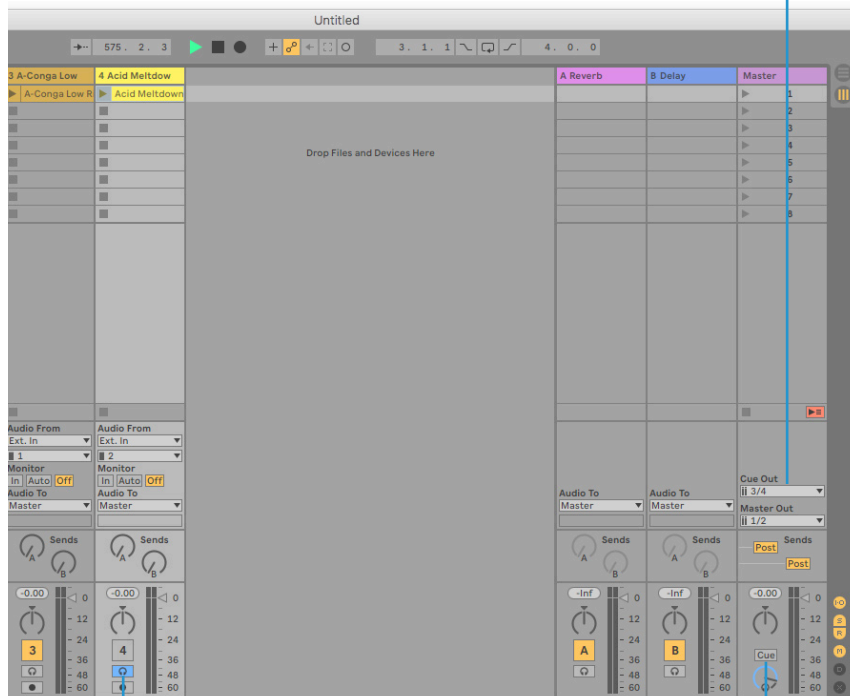 Untitled
575. 2. 3
3. 1. 1
4. 0. 0
3 A-Conga Low
4 Acid Meltdow
A Reverb
B Delay
Master
A-Conga Low R
Acid Meltdown
1
2
3
4
5
6
7
8
Drop Files and Devices Here
Audio From
Audio From
Ext. In
Ext. In
1
2
Monitor
Monitor
In Auto Off
In Auto Off
Audio To
Audio To
Audio To
Audio To
Master
Master
Master
Master
Cue Out
3/4
Master Out
1/2
Sends
A
B
Sends
A
B
Sends
A
B
Sends
A
B
Sends
Post
Post
-0.00
0
-0.00
0
-Inf
0
-Inf
0
-0.00
0
12
12
12
12
12
24
24
24
24
24
3
4
A
B
Cue
36
36
36
36
36
48
48
48
48
48
60
60
60
60
60
I·O
S
R
M
D